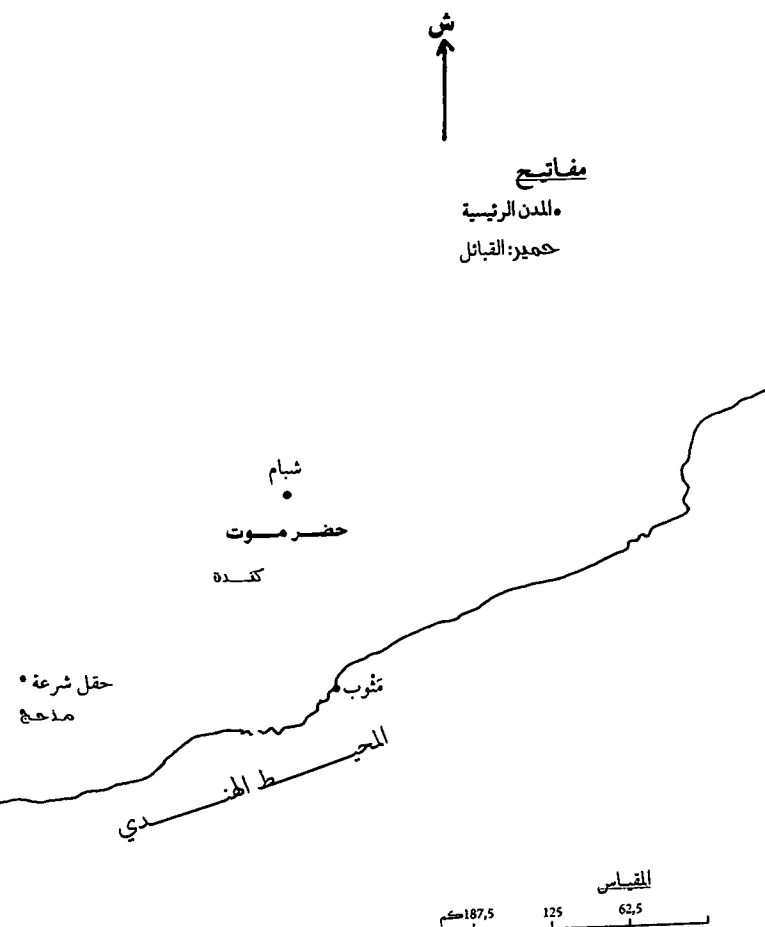 ش
مفاتيح
•المدن الرئيسية
حمير: القبائل
شبام
حضرموت
كندة
حقل شرعة
مذحج
مَثْوب
المحيط الهندي
المقياس
62,5 125 187,5كم